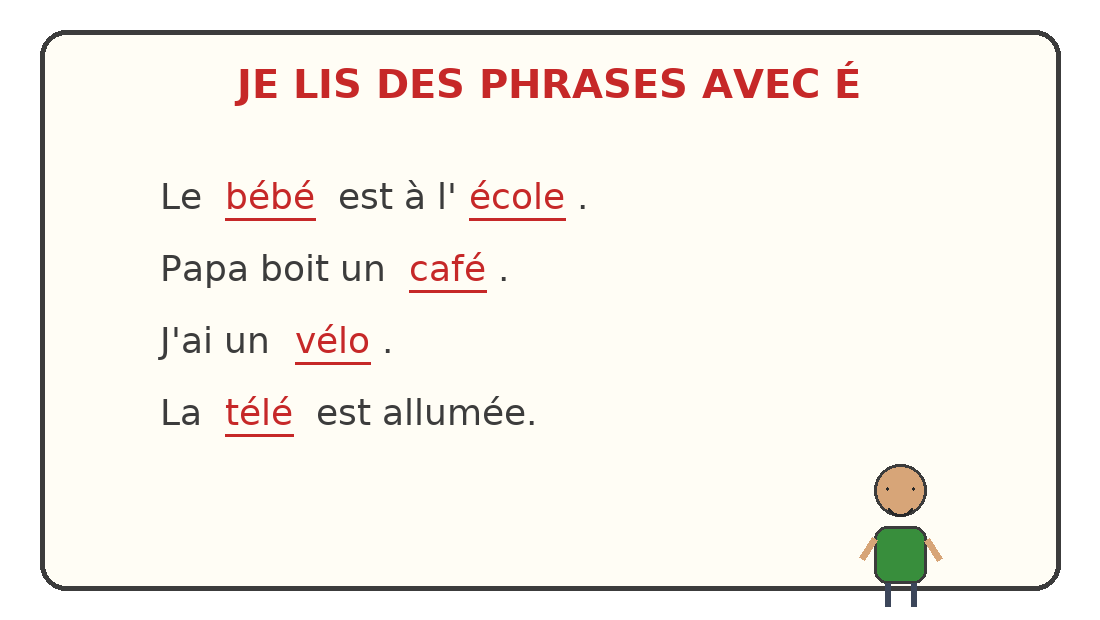 JE LIS DES PHRASES AVEC É
Le bébé est à l' école .
Papa boit un café .
J'ai un vélo .
La télé est allumée.